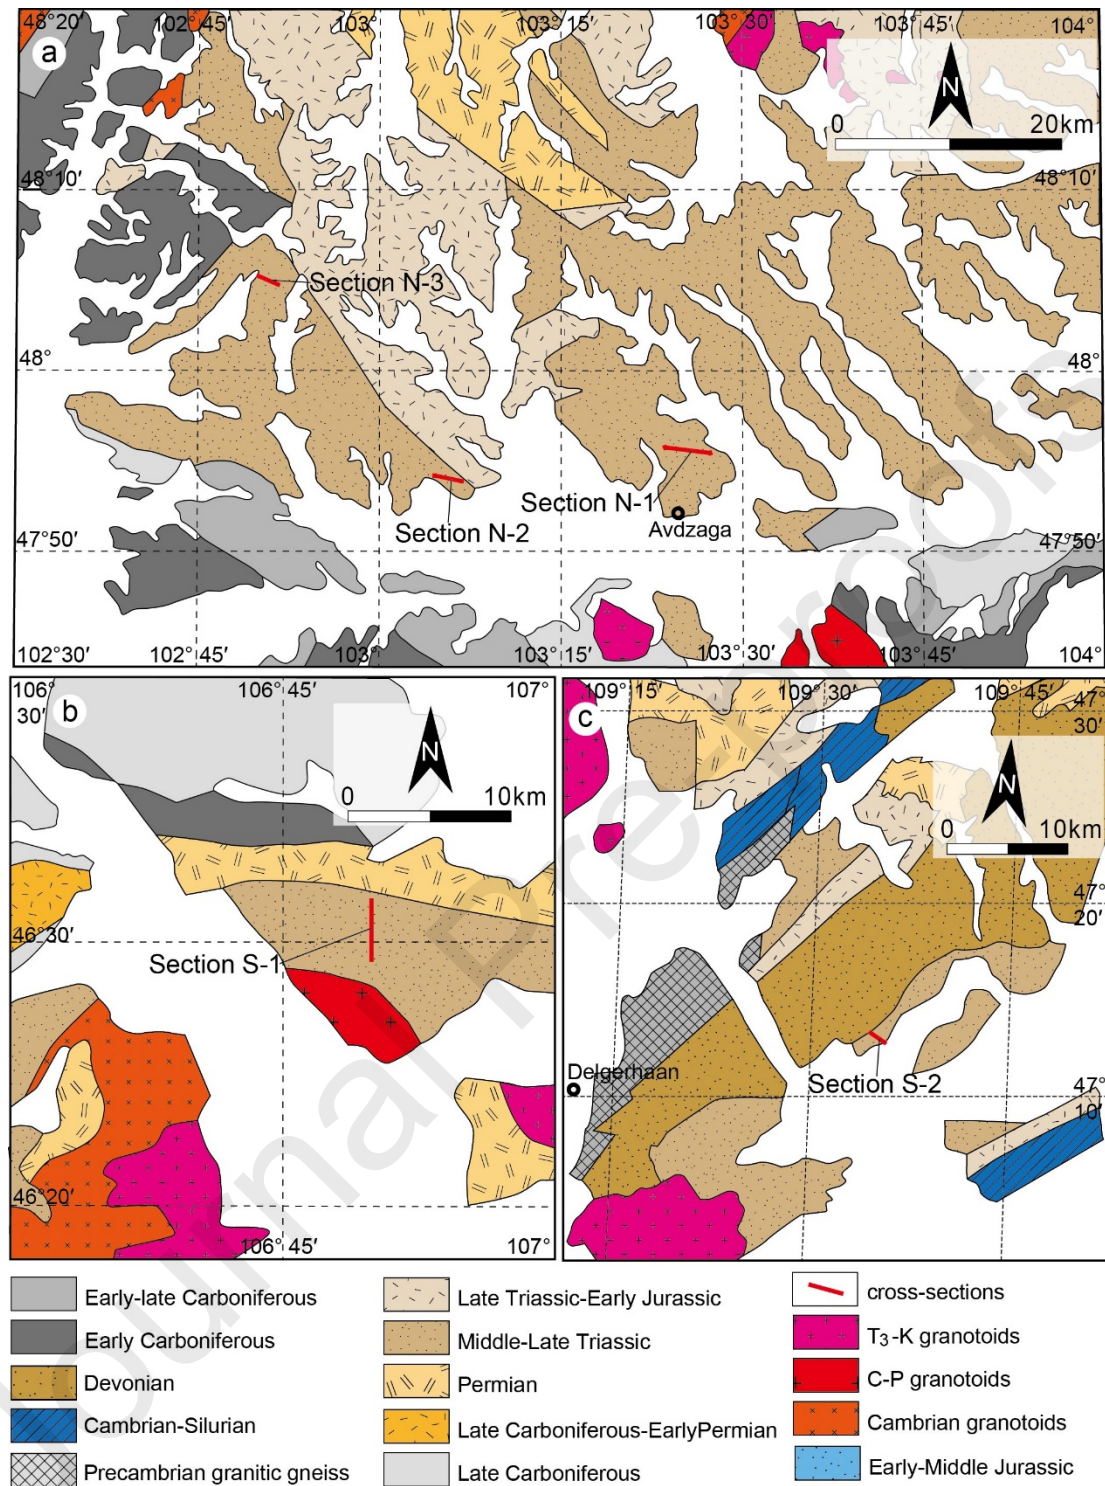 48°20′ 102°45′ 103° 103°15′ 103°30′ 103°45′ 104°
a
N
0 20km
48°10′ 48°10′
Section N-3
48° 48°
Section N-1
Section N-2
Avdzaga
47°50′ 47°50′
102°30′ 102°45′ 103° 103°15′ 103°30′ 103°45′ 104°
106° 106°45′ 107°
30′
b
N
0 10km
46°30′
Section S-1
46°20′
106°45′ 107°
109°15′ 109°30′ 109°45′ 47°
30′
c
N
0 10km
47°
20′
Delgerhaan
Section S-2
47°
10′
Early-late Carboniferous
Early Carboniferous
Devonian
Cambrian-Silurian
Precambrian granitic gneiss
Late Triassic-Early Jurassic
Middle-Late Triassic
Permian
Late Carboniferous-EarlyPermian
Late Carboniferous
cross-sections
T3-K granotoids
C-P granotoids
Cambrian granotoids
Early-Middle Jurassic
Journal Pre-proofs